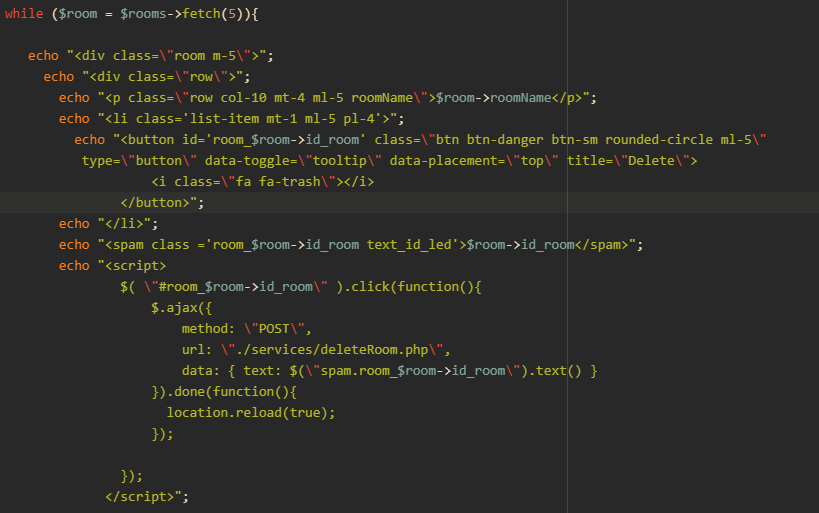 while ($room = $rooms->fetch(5)){
echo "<div class=\"room m-5\">";
echo "<div class=\"row\">";
echo "<p class=\"row col-10 mt-4 ml-5 roomName\">$room->roomName</p>";
echo "<li class='list-item mt-1 ml-5 pl-4'>";
echo "<button id='room_$room->id_room' class=\"btn btn-danger btn-sm rounded-circle ml-5\"
type=\"button\" data-toggle=\"tooltip\" data-placement=\"top\" title=\"Delete\">
<i class=\"fa fa-trash\"></i>
</button>";
echo "</li>";
echo "<spam class ='room_$room->id_room text_id_led'>$room->id_room</spam>";
echo "<script>
$( \"#room_$room->id_room\" ).click(function(){
$.ajax({
method: \"POST\",
url: \"./services/deleteRoom.php\",
data: { text: $(\"spam.room_$room->id_room\").text() }
}).done(function(){
location.reload(true);
});
});
</script>";